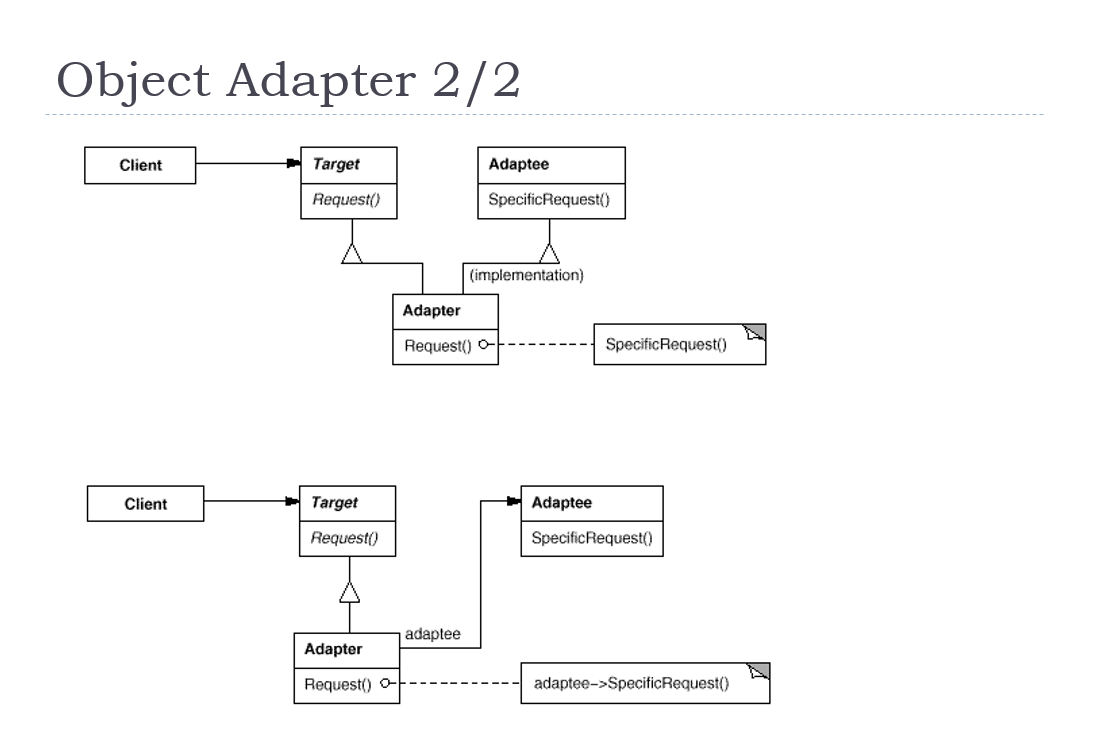 Object Adapter 2/2
Client
Target
Request()
Adaptee
SpecificRequest()
(implementation)
Adapter
Request()
SpecificRequest()
Client
Target
Request()
Adaptee
SpecificRequest()
adaptee
Adapter
Request()
adaptee–>SpecificRequest()